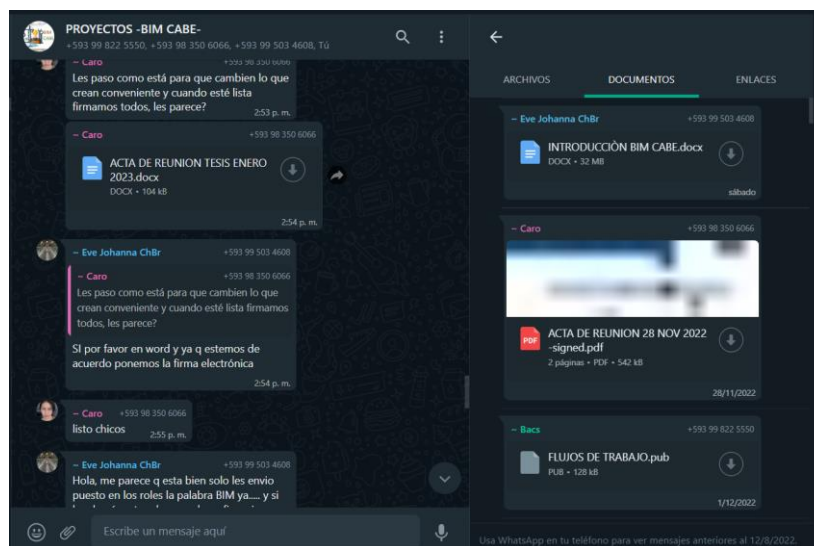 PROYECTOS -BIM CABE-
+593 99 822 5550, +593 98 350 6066, +593 99 503 4608, Tú
~ Caro +593 98 350 6066
Les paso como está para que cambien lo que
crean conveniente y cuando esté lista
firmamos todos, les parece?
2:53 p. m.
~ Caro +593 98 350 6066
ACTA DE REUNION TESIS ENERO
2023.docx
DOCX • 104 kB
2:54 p. m.
~ Eve Johanna ChBr +593 99 503 4608
~ Caro +593 98 350 6066
Les paso como está para que cambien lo que
crean conveniente y cuando esté lista firmamos
todos, les parece?
SI por favor en word y ya q estemos de
acuerdo ponemos la firma electrónica
2:54 p. m.
~ Caro +593 98 350 6066
listo chicos
2:55 p. m.
~ Eve Johanna ChBr +593 99 503 4608
Hola, me parece q esta bien solo les envio
puesto en los roles la palabra BIM ya..... y si
Escribe un mensaje aquí
ARCHIVOS DOCUMENTOS ENLACES
~ Eve Johanna ChBr +593 99 503 4608
INTRODUCCIÒN BIM CABE.docx
DOCX • 32 MB
sábado
~ Caro +593 98 350 6066
PDF
ACTA DE REUNION 28 NOV 2022
-signed.pdf
2 páginas • PDF • 542 kB
28/11/2022
~ Bacs +593 99 822 5550
FLUJOS DE TRABAJO.pub
PUB • 128 kB
1/12/2022
Usa WhatsApp en tu teléfono para ver mensajes anteriores al 12/8/2022.